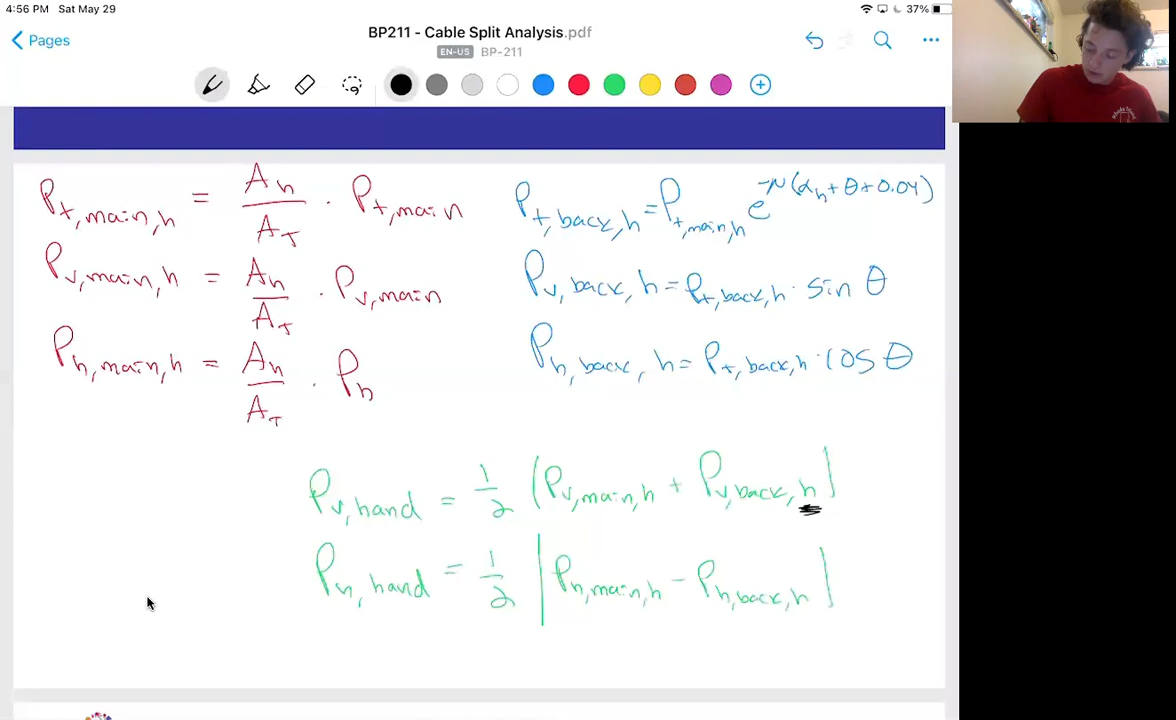 4:56 PM Sat May 29
37%
Pages
BP211 - Cable Split Analysis.pdf
EN-US BP-211
P_t,main,h = A_h/A_T · P_t,main
P_t,back,h = P_t,main,h e^-μ(α_h+θ+0.04)
P_v,main,h = A_h/A_T · P_v,main
P_v,back,h = P_t,back,h · sin θ
P_h,main,h = A_h/A_T · P_h
P_h,back,h = P_t,back,h · cos θ
P_v,hand = 1/2 (P_v,main,h + P_v,back,h)
P_h,hand = 1/2 |P_h,main,h - P_h,back,h|